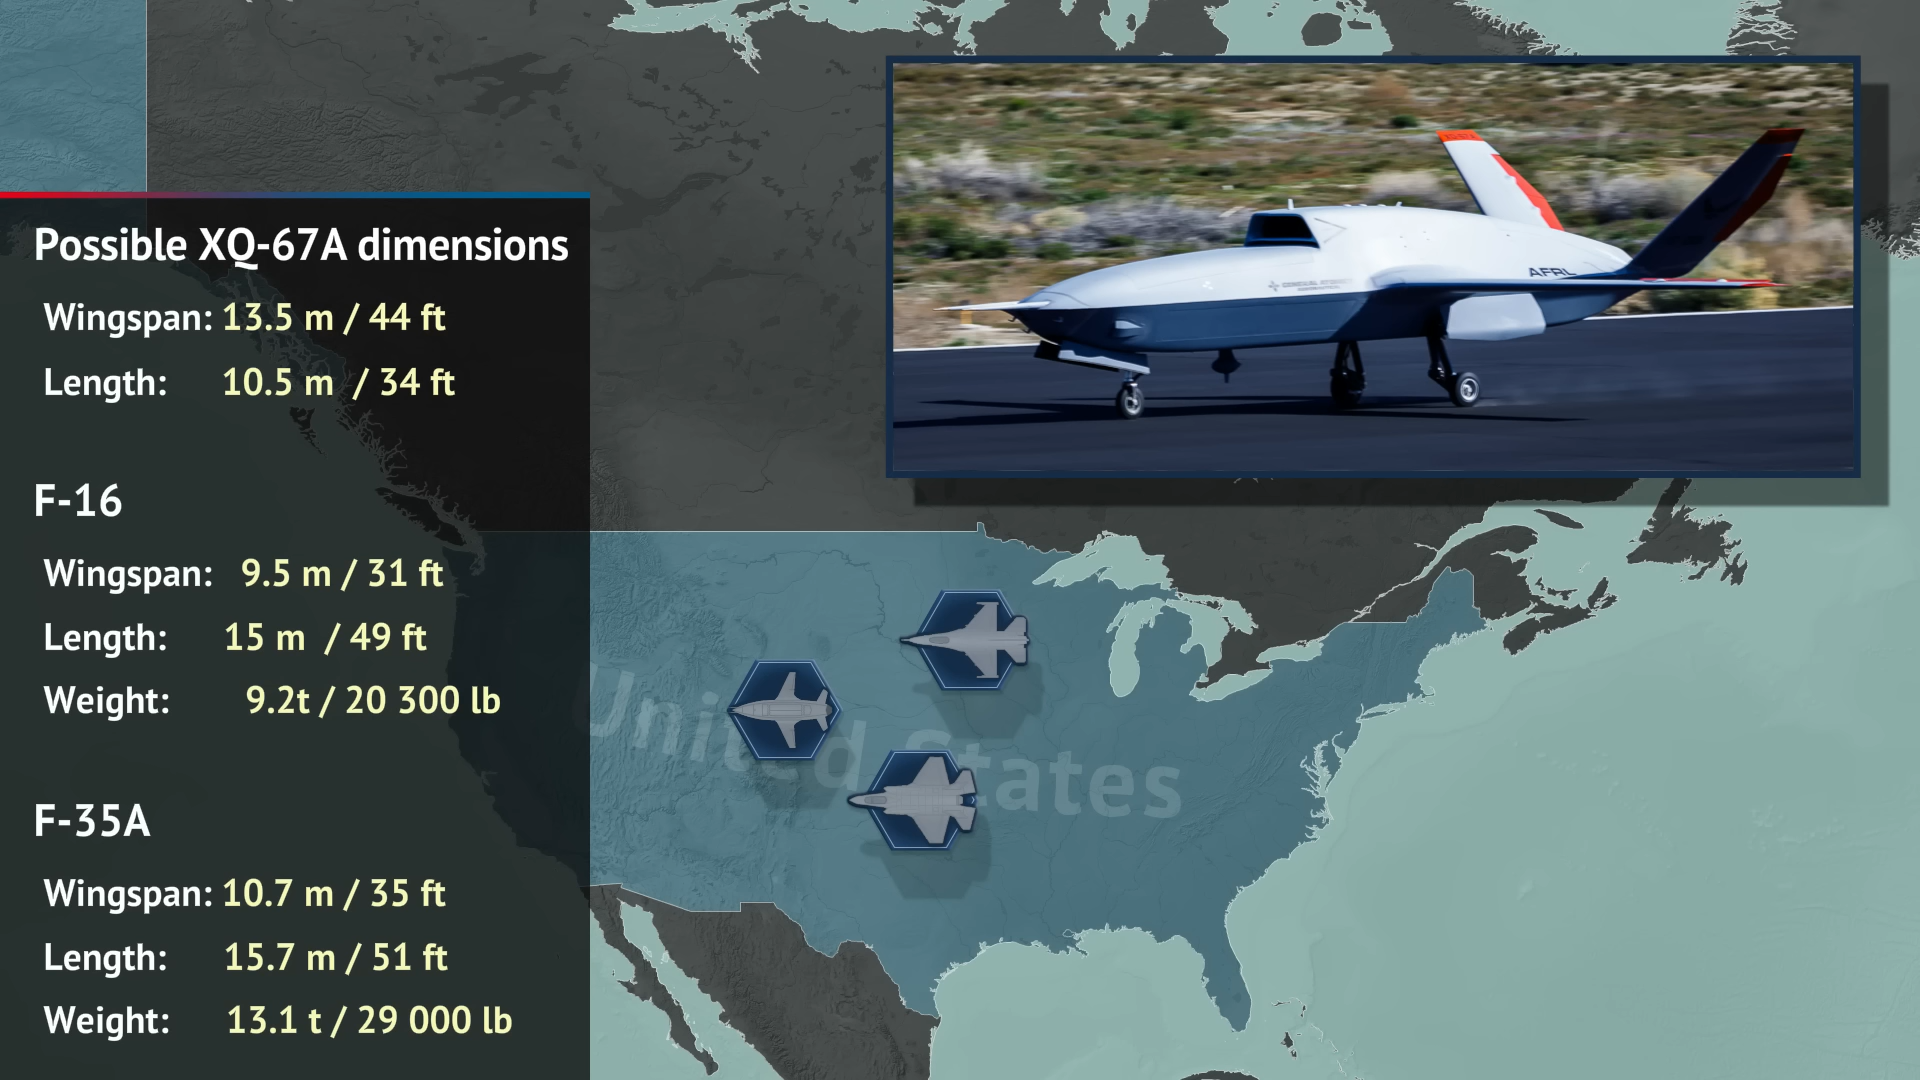 Possible XQ-67A dimensions
Wingspan: 13.5 m / 44 ft
Length: 10.5 m / 34 ft
F-16
Wingspan: 9.5 m / 31 ft
Length: 15 m / 49 ft
Weight: 9.2t / 20 300 lb
F-35A
Wingspan: 10.7 m / 35 ft
Length: 15.7 m / 51 ft
Weight: 13.1 t / 29 000 lb
AFRL
United States